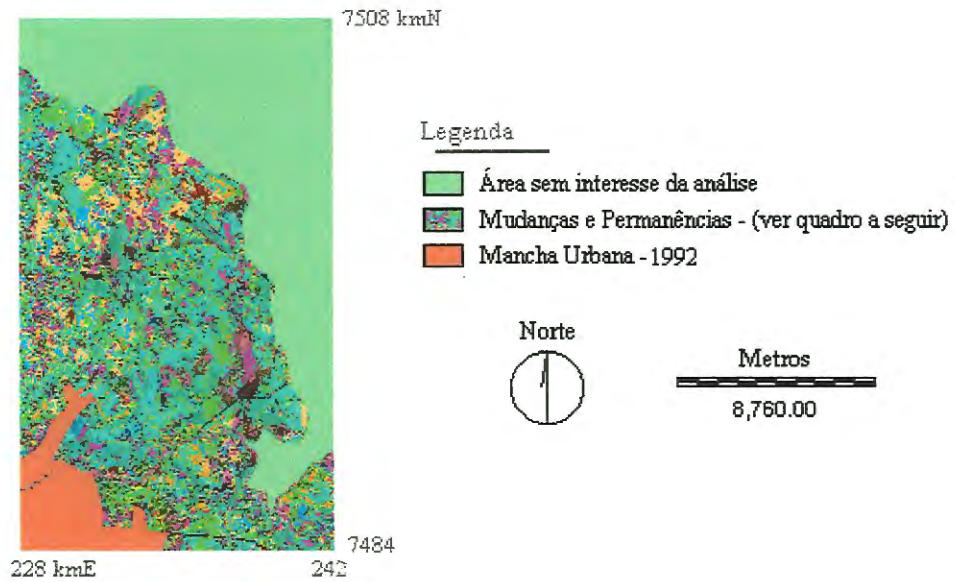 7508 kmN
Legenda
Área sem interesse da análise
Mudanças e Permanências - (ver quadro a seguir)
Mancha Urbana - 1992
Norte
Metros
8,760.00
7484
228 kmE
242